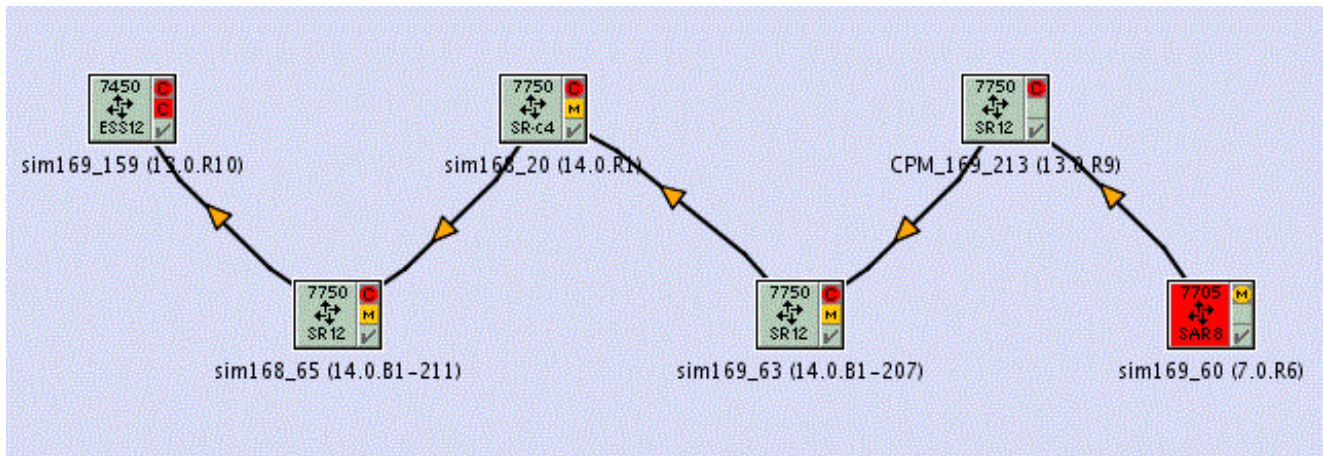 7450 C
C
ESS12
sim169_159 (13.0.R10)
7750 C
M
SR-c4
sim168_20 (14.0.R1)
7750 C
SR12
CPM_169_213 (13.0.R9)
7750 C
M
SR12
sim168_65 (14.0.B1-211)
7750 C
M
SR12
sim169_63 (14.0.B1-207)
7705 M
SAR8
sim169_60 (7.0.R6)